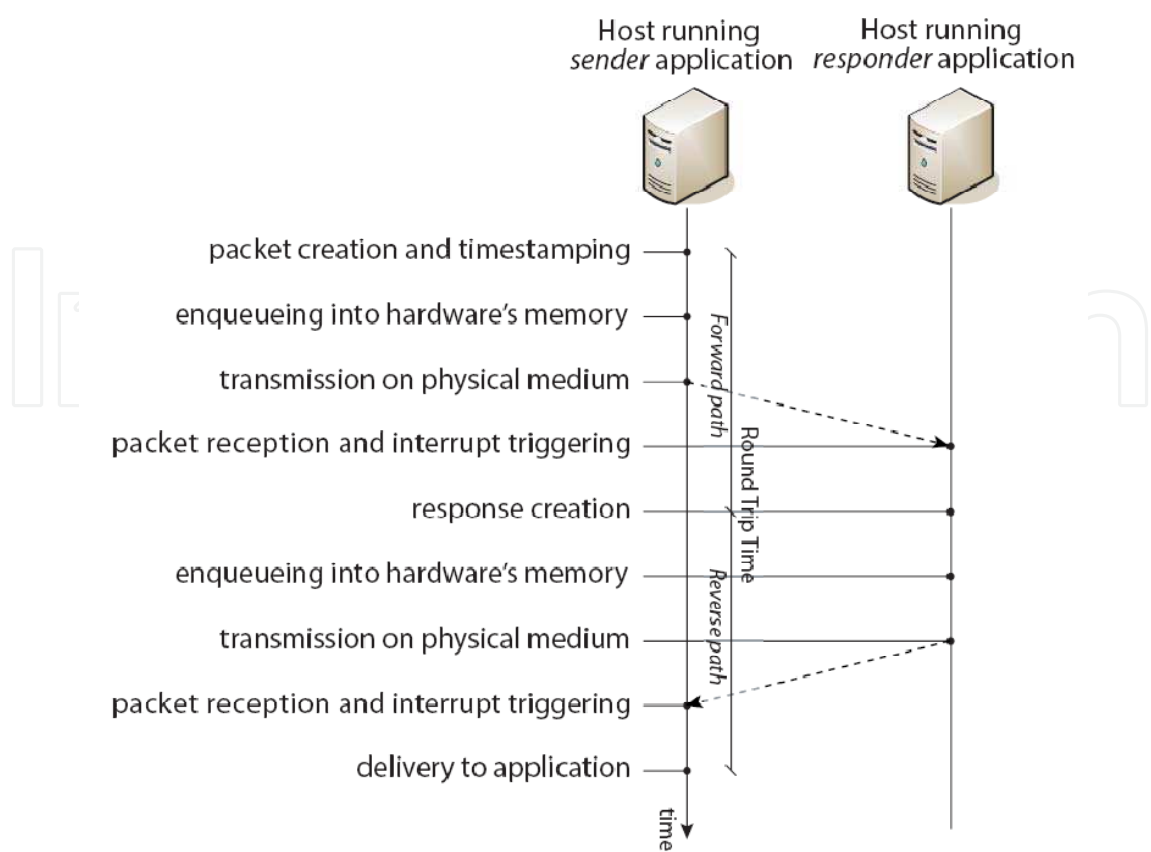 Host running
sender application
Host running
responder application
packet creation and timestamping
enqueueing into hardware's memory
transmission on physical medium
packet reception and interrupt triggering
response creation
enqueueing into hardware's memory
transmission on physical medium
packet reception and interrupt triggering
delivery to application
Forward path
Round Trip Time
Reverse path
time